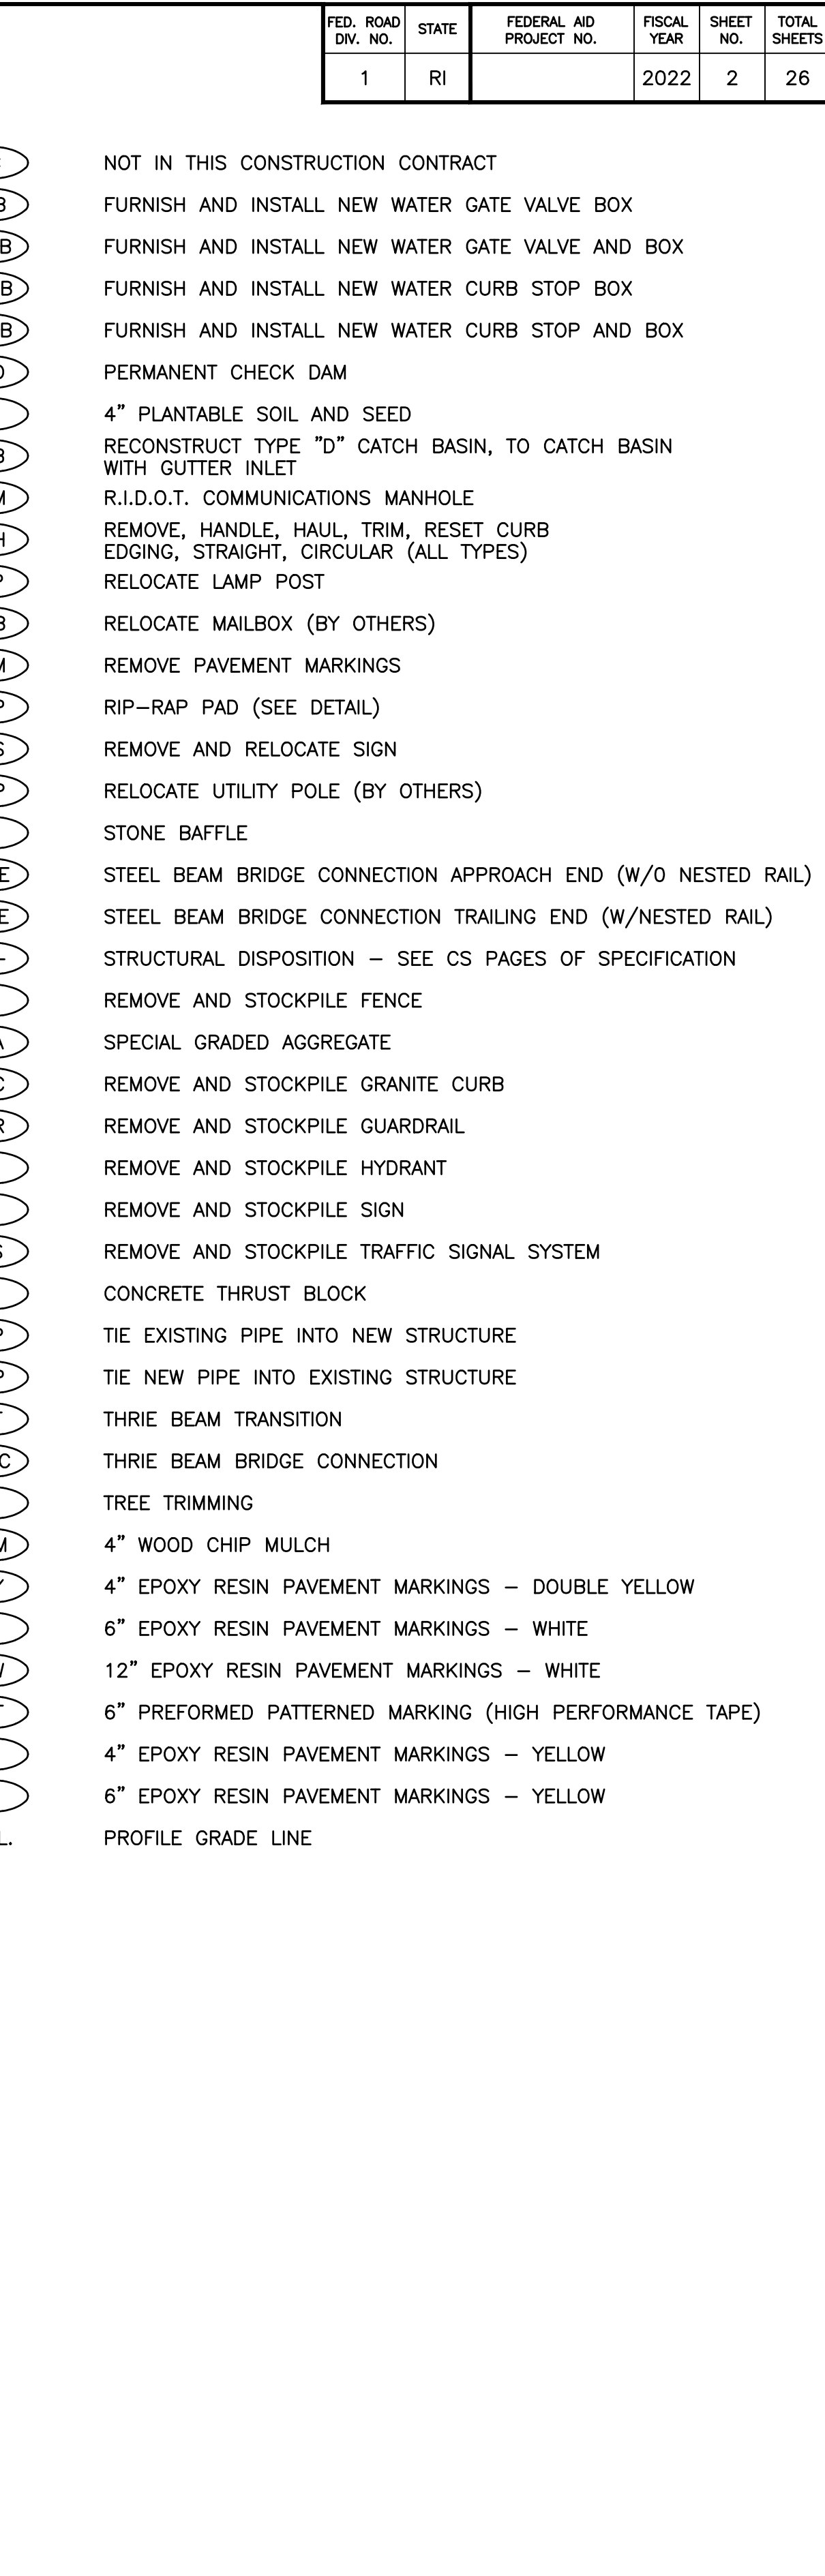 FED. ROAD DIV. NO. STATE FEDERAL AID PROJECT NO. FISCAL YEAR SHEET NO. TOTAL SHEETS
1 RI 2022 2 26
NOT IN THIS CONSTRUCTION CONTRACT
B FURNISH AND INSTALL NEW WATER GATE VALVE BOX
B FURNISH AND INSTALL NEW WATER GATE VALVE AND BOX
B FURNISH AND INSTALL NEW WATER CURB STOP BOX
B FURNISH AND INSTALL NEW WATER CURB STOP AND BOX
PERMANENT CHECK DAM
4" PLANTABLE SOIL AND SEED
B RECONSTRUCT TYPE "D" CATCH BASIN, TO CATCH BASIN
WITH GUTTER INLET
M R.I.D.O.T. COMMUNICATIONS MANHOLE
H REMOVE, HANDLE, HAUL, TRIM, RESET CURB
EDGING, STRAIGHT, CIRCULAR (ALL TYPES)
P RELOCATE LAMP POST
B RELOCATE MAILBOX (BY OTHERS)
M REMOVE PAVEMENT MARKINGS
P RIP–RAP PAD (SEE DETAIL)
S REMOVE AND RELOCATE SIGN
P RELOCATE UTILITY POLE (BY OTHERS)
STONE BAFFLE
E STEEL BEAM BRIDGE CONNECTION APPROACH END (W/O NESTED RAIL)
E STEEL BEAM BRIDGE CONNECTION TRAILING END (W/NESTED RAIL)
– STRUCTURAL DISPOSITION – SEE CS PAGES OF SPECIFICATION
REMOVE AND STOCKPILE FENCE
A SPECIAL GRADED AGGREGATE
C REMOVE AND STOCKPILE GRANITE CURB
R REMOVE AND STOCKPILE GUARDRAIL
REMOVE AND STOCKPILE HYDRANT
REMOVE AND STOCKPILE SIGN
S REMOVE AND STOCKPILE TRAFFIC SIGNAL SYSTEM
CONCRETE THRUST BLOCK
P TIE EXISTING PIPE INTO NEW STRUCTURE
P TIE NEW PIPE INTO EXISTING STRUCTURE
T THRIE BEAM TRANSITION
C THRIE BEAM BRIDGE CONNECTION
TREE TRIMMING
M 4" WOOD CHIP MULCH
Y 4" EPOXY RESIN PAVEMENT MARKINGS – DOUBLE YELLOW
6" EPOXY RESIN PAVEMENT MARKINGS – WHITE
W 12" EPOXY RESIN PAVEMENT MARKINGS – WHITE
T 6" PREFORMED PATTERNED MARKING (HIGH PERFORMANCE TAPE)
4" EPOXY RESIN PAVEMENT MARKINGS – YELLOW
6" EPOXY RESIN PAVEMENT MARKINGS – YELLOW
L. PROFILE GRADE LINE